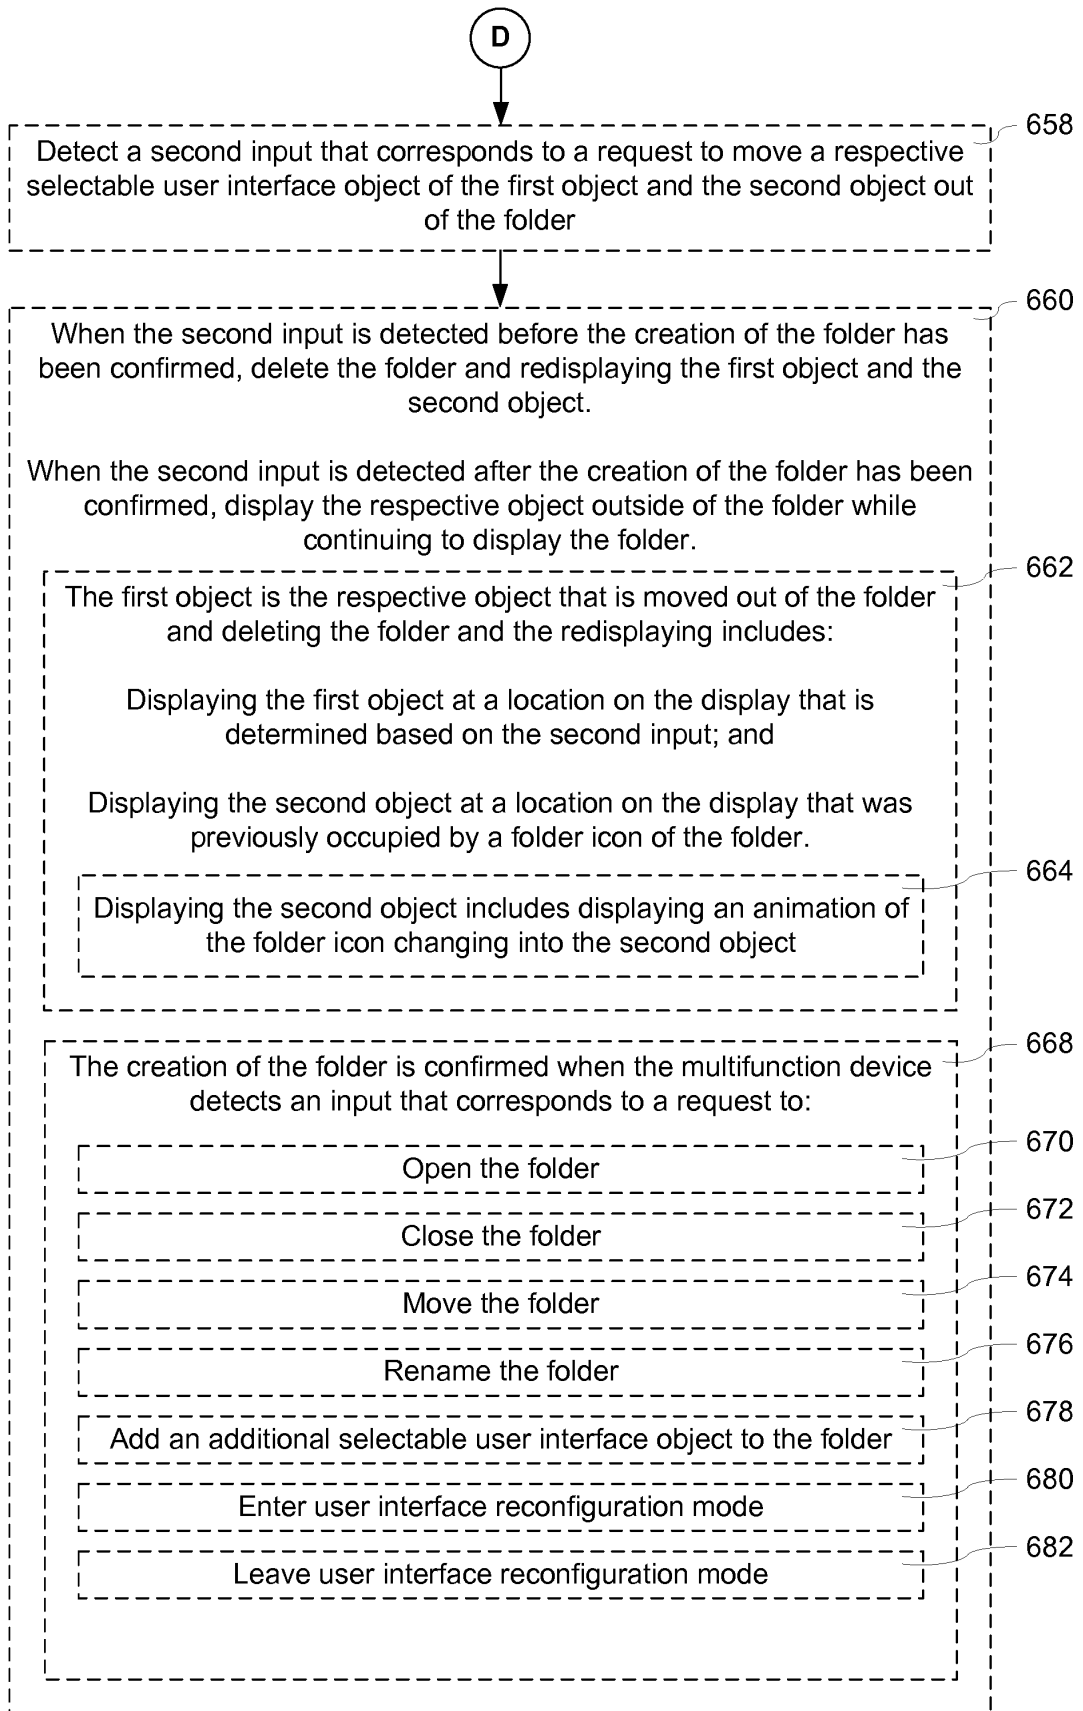 D
658
Detect a second input that corresponds to a request to move a respective
selectable user interface object of the first object and the second object out
of the folder
660
When the second input is detected before the creation of the folder has
been confirmed, delete the folder and redisplaying the first object and the
second object.
When the second input is detected after the creation of the folder has been
confirmed, display the respective object outside of the folder while
continuing to display the folder.
662
The first object is the respective object that is moved out of the folder
and deleting the folder and the redisplaying includes:
Displaying the first object at a location on the display that is
determined based on the second input; and
Displaying the second object at a location on the display that was
previously occupied by a folder icon of the folder.
664
Displaying the second object includes displaying an animation of
the folder icon changing into the second object
668
The creation of the folder is confirmed when the multifunction device
detects an input that corresponds to a request to:
670
Open the folder
672
Close the folder
674
Move the folder
676
Rename the folder
678
Add an additional selectable user interface object to the folder
680
Enter user interface reconfiguration mode
682
Leave user interface reconfiguration mode